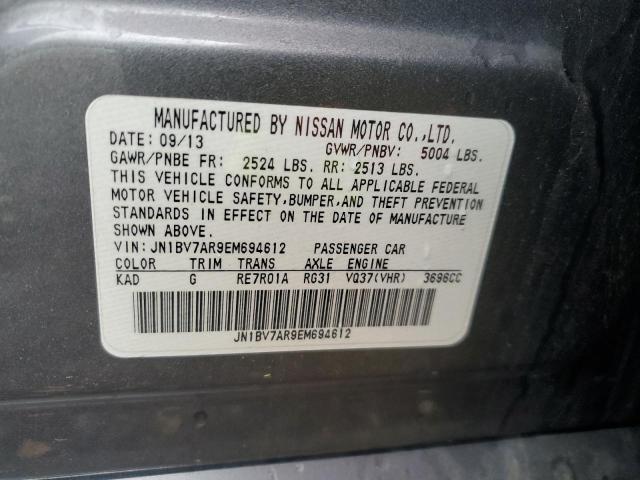 MANUFACTURED BY NISSAN MOTOR CO.,LTD.
DATE: 09/13 GVWR/PNBV: 5004 LBS.
GAWR/PNBE FR: 2524 LBS. RR: 2513 LBS.
THIS VEHICLE CONFORMS TO ALL APPLICABLE FEDERAL
MOTOR VEHICLE SAFETY,BUMPER,AND THEFT PREVENTION
STANDARDS IN EFFECT ON THE DATE OF MANUFACTURE
SHOWN ABOVE.
VIN: JN1BV7AR9EM694612 PASSENGER CAR
COLOR TRIM TRANS AXLE ENGINE
KAD G RE7R01A RG31 VQ37(VHR) 3696CC
JN1BV7AR9EM694612